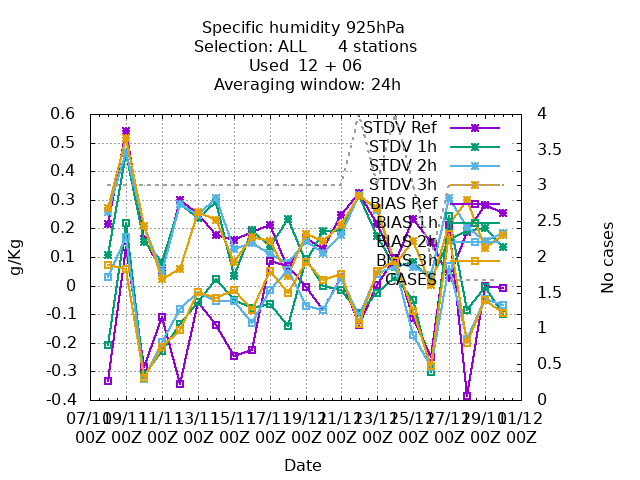 Specific humidity 925hPa
Selection: ALL 4 stations
Used 12 + 06
Averaging window: 24h
0.6
0.5
0.4
0.3
0.2
0.1
0
-0.1
-0.2
-0.3
-0.4
g/Kg
4
3.5
3
2.5
2
1.5
1
0.5
0
No cases
STDV Ref
STDV 1h
STDV 2h
STDV 3h
BIAS Ref
BIAS 1h
BIAS 2h
BIAS 3h
CASES
07/11 09/11 11/11 13/11 15/11 17/11 19/11 21/11 23/11 25/11 27/11 29/11 01/12
00Z 00Z 00Z 00Z 00Z 00Z 00Z 00Z 00Z 00Z 00Z 00Z 00Z
Date